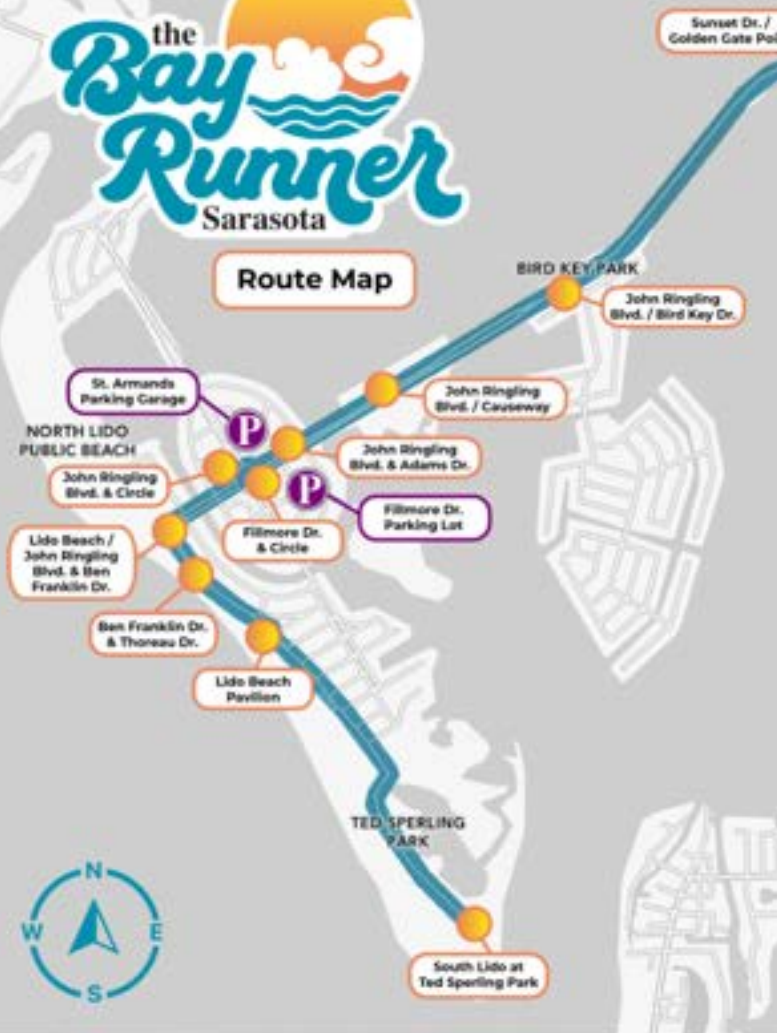 the
Bay
Runner
Sarasota
Route Map
Sunset Dr. /
Golden Gate
BIRD KEY PARK
John Ringling
Blvd. / Bird Key Dr.
St. Armands
Parking Garage
P
John Ringling
Blvd. / Causeway
NORTH LIDO
PUBLIC BEACH
John Ringling
Blvd. & Adams Dr.
John Ringling
Blvd. & Circle
P
Fillmore Dr.
Parking Lot
Fillmore Dr.
& Circle
Lido Beach /
John Ringling
Blvd. & Ben
Franklin Dr.
Ben Franklin Dr.
& Thoreau Dr.
Lido Beach
Pavilion
TED SPERLING
PARK
N
W
E
S
South Lido at
Ted Sperling Park